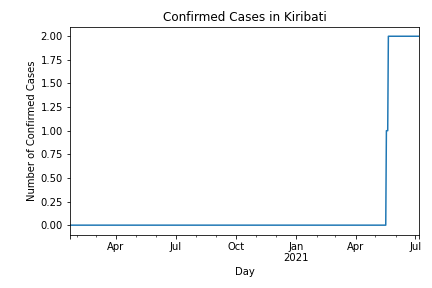 Confirmed Cases in Kiribati
Number of Confirmed Cases
2.00
1.75
1.50
1.25
1.00
0.75
0.50
0.25
0.00
Apr Jul Oct Jan Apr Jul
2021
Day